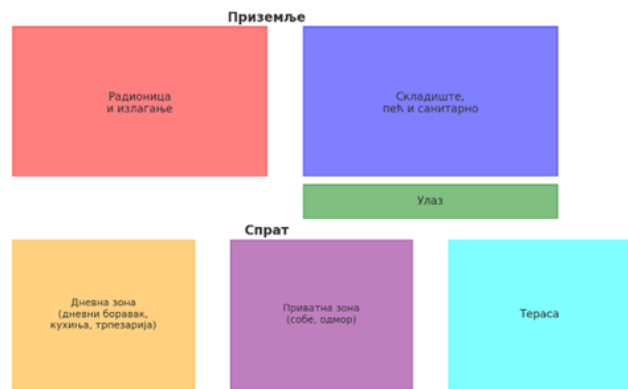 Приземље
Радионица
и излагање
Складиште,
пећ и санитарно
Улаз
Спрат
Дневна зона
(дневни боравак,
кухиња, трпезарија)
Приватна зона
(собе, одмор)
Тераса